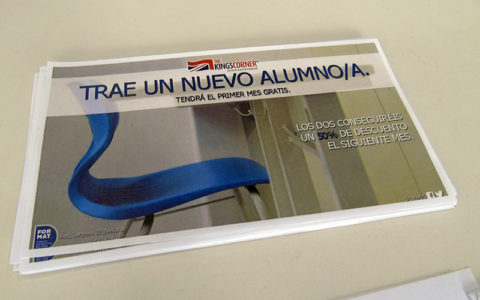 THE
KINGSCORNER
TRAE UN NUEVO ALUMNO/A.
TENDRÁ EL PRIMER MES GRATIS.
LOS DOS CONSEGUIRÉIS
UN 50% DE DESCUENTO
EL SIGUIENTE MES.
FOR
MAT